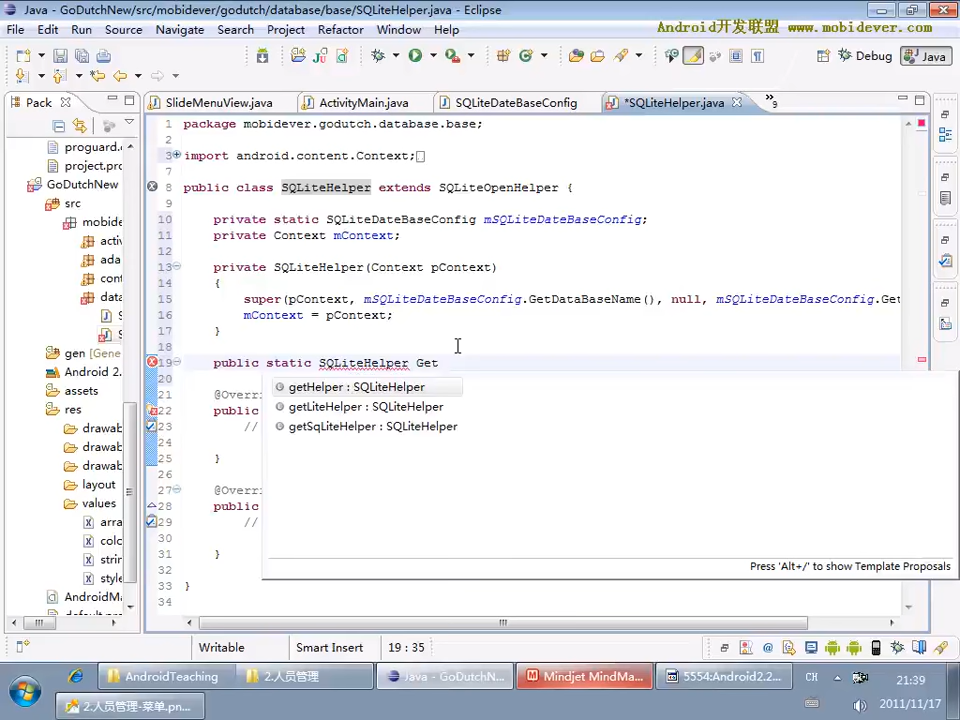 Java - GoDutchNew/src/mobidever/godutch/database/base/SQLiteHelper.java - Eclipse
File Edit Run Source Navigate Search Project Refactor Window Help
Android开发联盟 www.mobidever.com
Debug Java
Pack SlideMenuView.java ActivityMain.java SQLiteDateBaseConfig *SQLiteHelper.java »9
proguard.
project.pro
GoDutchNew
src
mobide
activ
ada
cont
data
S
S
gen [Gene
Android 2.
assets
res
drawab
drawab
drawab
layout
values
arra
colo
strin
style
AndroidMa
1 package mobidever.godutch.database.base;
2
3 import android.content.Context;
7
8 public class SQLiteHelper extends SQLiteOpenHelper {
9
10 private static SQLiteDateBaseConfig mSQLiteDateBaseConfig;
11 private Context mContext;
12
13 private SQLiteHelper(Context pContext)
14 {
15 super(pContext, mSQLiteDateBaseConfig.GetDataBaseName(), null, mSQLiteDateBaseConfig.Get
16 mContext = pContext;
17 }
18
19 public static SQLiteHelper Get
20
21 @Overri
22 public
23 //
24
25 }
26
27 @Overri
28 public
29 //
30
31 }
32
33 }
34
getHelper : SQLiteHelper
getLiteHelper : SQLiteHelper
getSqLiteHelper : SQLiteHelper
Press 'Alt+/' to show Template Proposals
Writable Smart Insert 19 : 35
AndroidTeaching 2.人员管理 Java - GoDutchN... Mindjet MindMa... 5554:Android2.2... CH 21:39
2.人员管理-菜单.pn... 2011/11/17